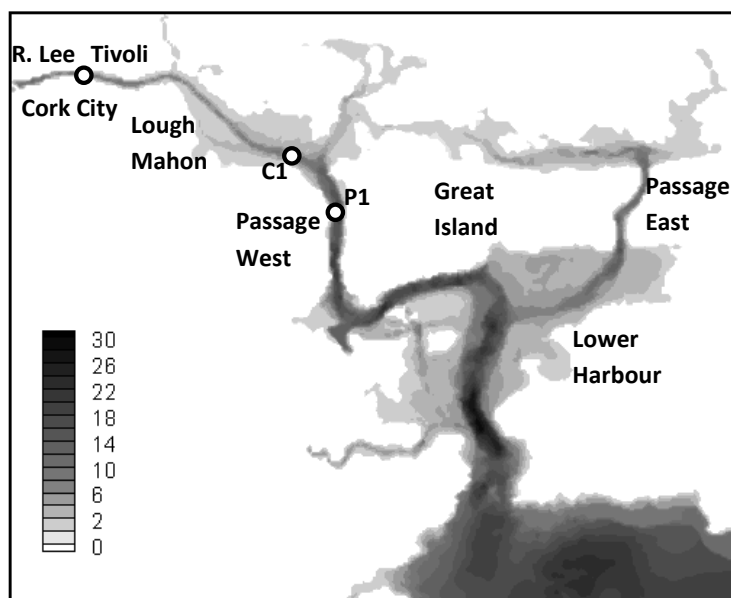 R. Lee Tivoli
Cork City
Lough
Mahon
C1
P1
Passage
West
Great
Island
Passage
East
Lower
Harbour
30
26
22
18
14
10
6
2
0